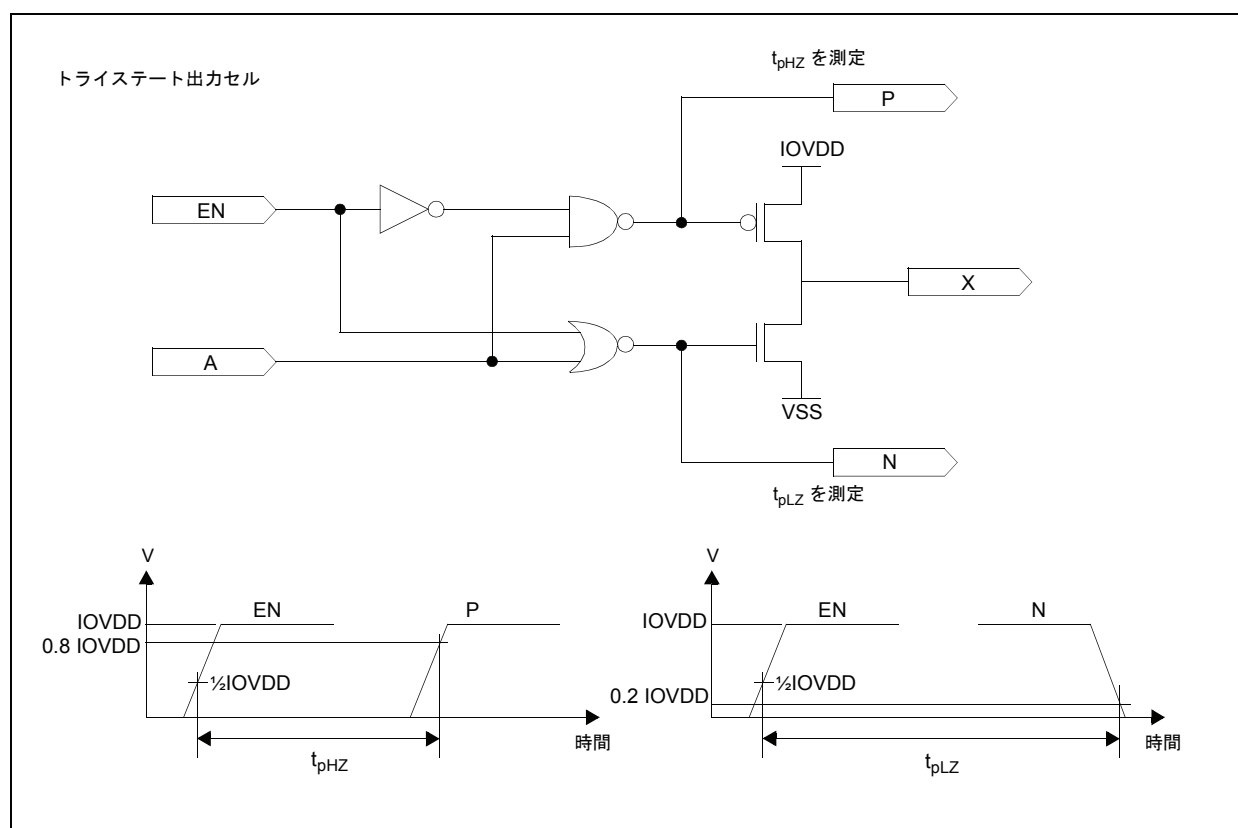 トライステート出力セル
tpHZ を測定
P
IOVDD
EN
X
A
VSS
N
tpLZ を測定
V
IOVDD
0.8 IOVDD
EN
P
½IOVDD
時間
tpHZ
V
IOVDD
EN
N
½IOVDD
0.2 IOVDD
時間
tpLZ